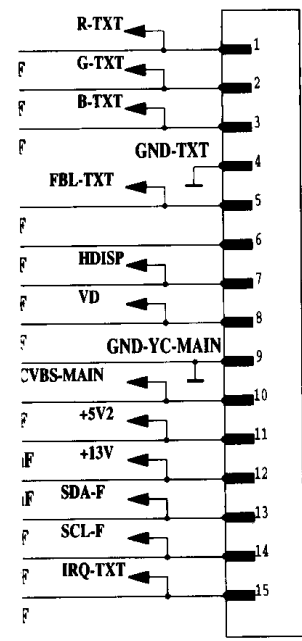 R-TXT
1
F G-TXT
2
F B-TXT
3
F
GND-TXT
4
FBL-TXT
F 5
F 6
HDISP
F 7
VD
F 8
GND-YC-MAIN
F 9
CVBS-MAIN
10
F +5V2
11
F +13V
12
F SDA-F
13
F SCL-F
14
F IRQ-TXT
15
F